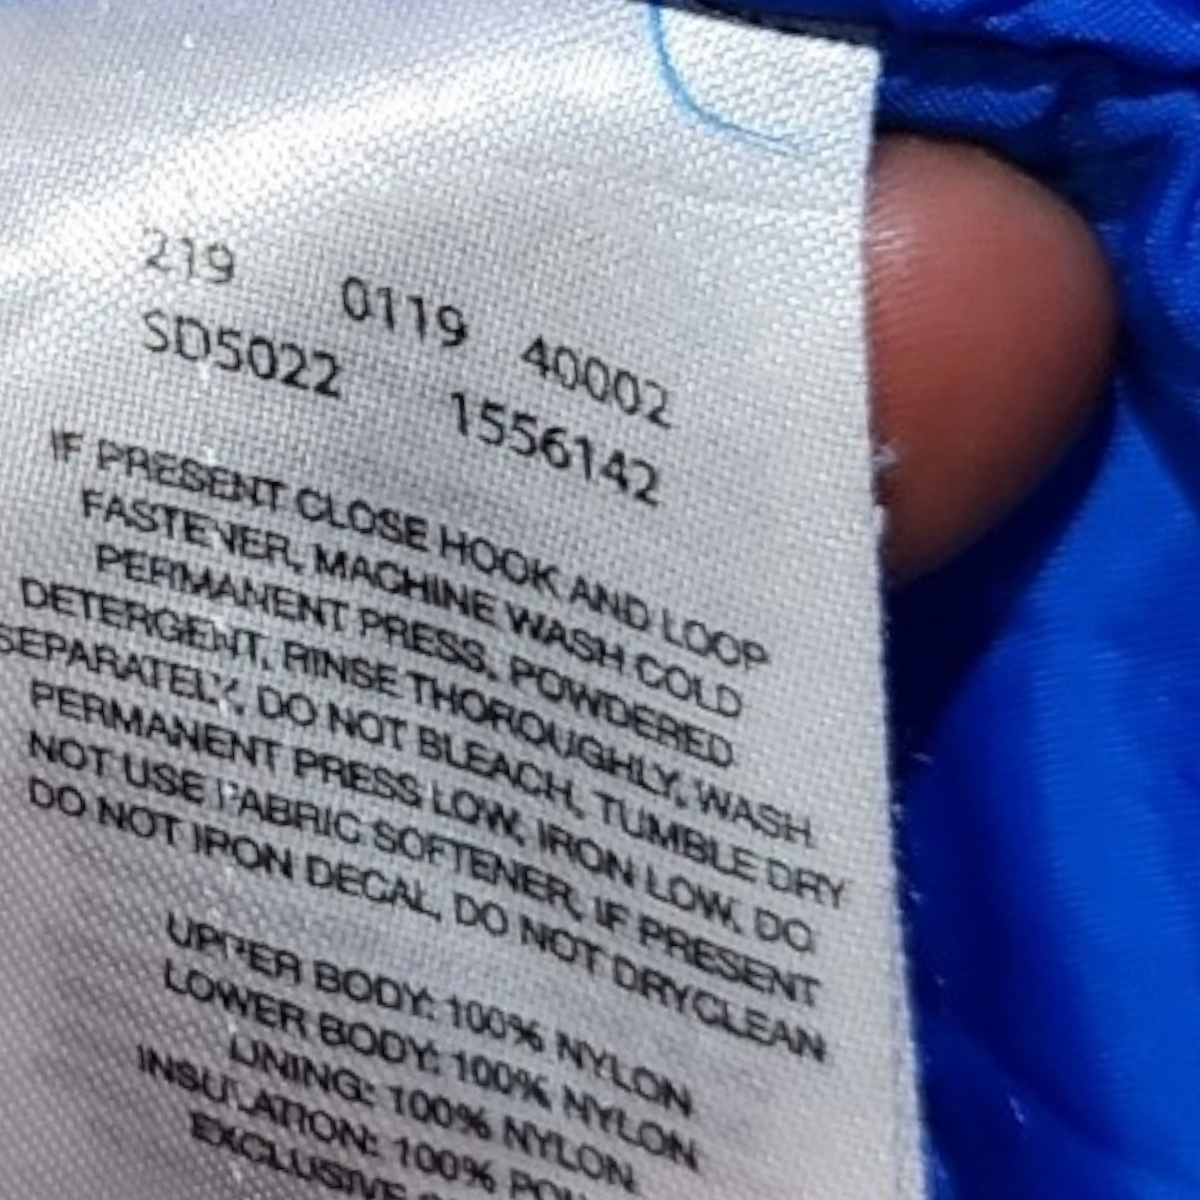 219 0119 40002
SD5022 1556142
IF PRESENT CLOSE HOOK AND LOOP
FASTENER, MACHINE WASH COLD
PERMANENT PRESS, POWDERED
DETERGENT, RINSE THOROUGHLY, WASH
SEPARATELY, DO NOT BLEACH, TUMBLE DRY
PERMANENT PRESS LOW, IRON LOW, DO
NOT USE FABRIC SOFTENER, IF PRESENT
DO NOT IRON DECAL, DO NOT DRYCLEAN
UPPER BODY: 100% NYLON
LOWER BODY: 100% NYLON
LINING: 100% NYLON
INSULATION: 100%
EXCLUSIVE